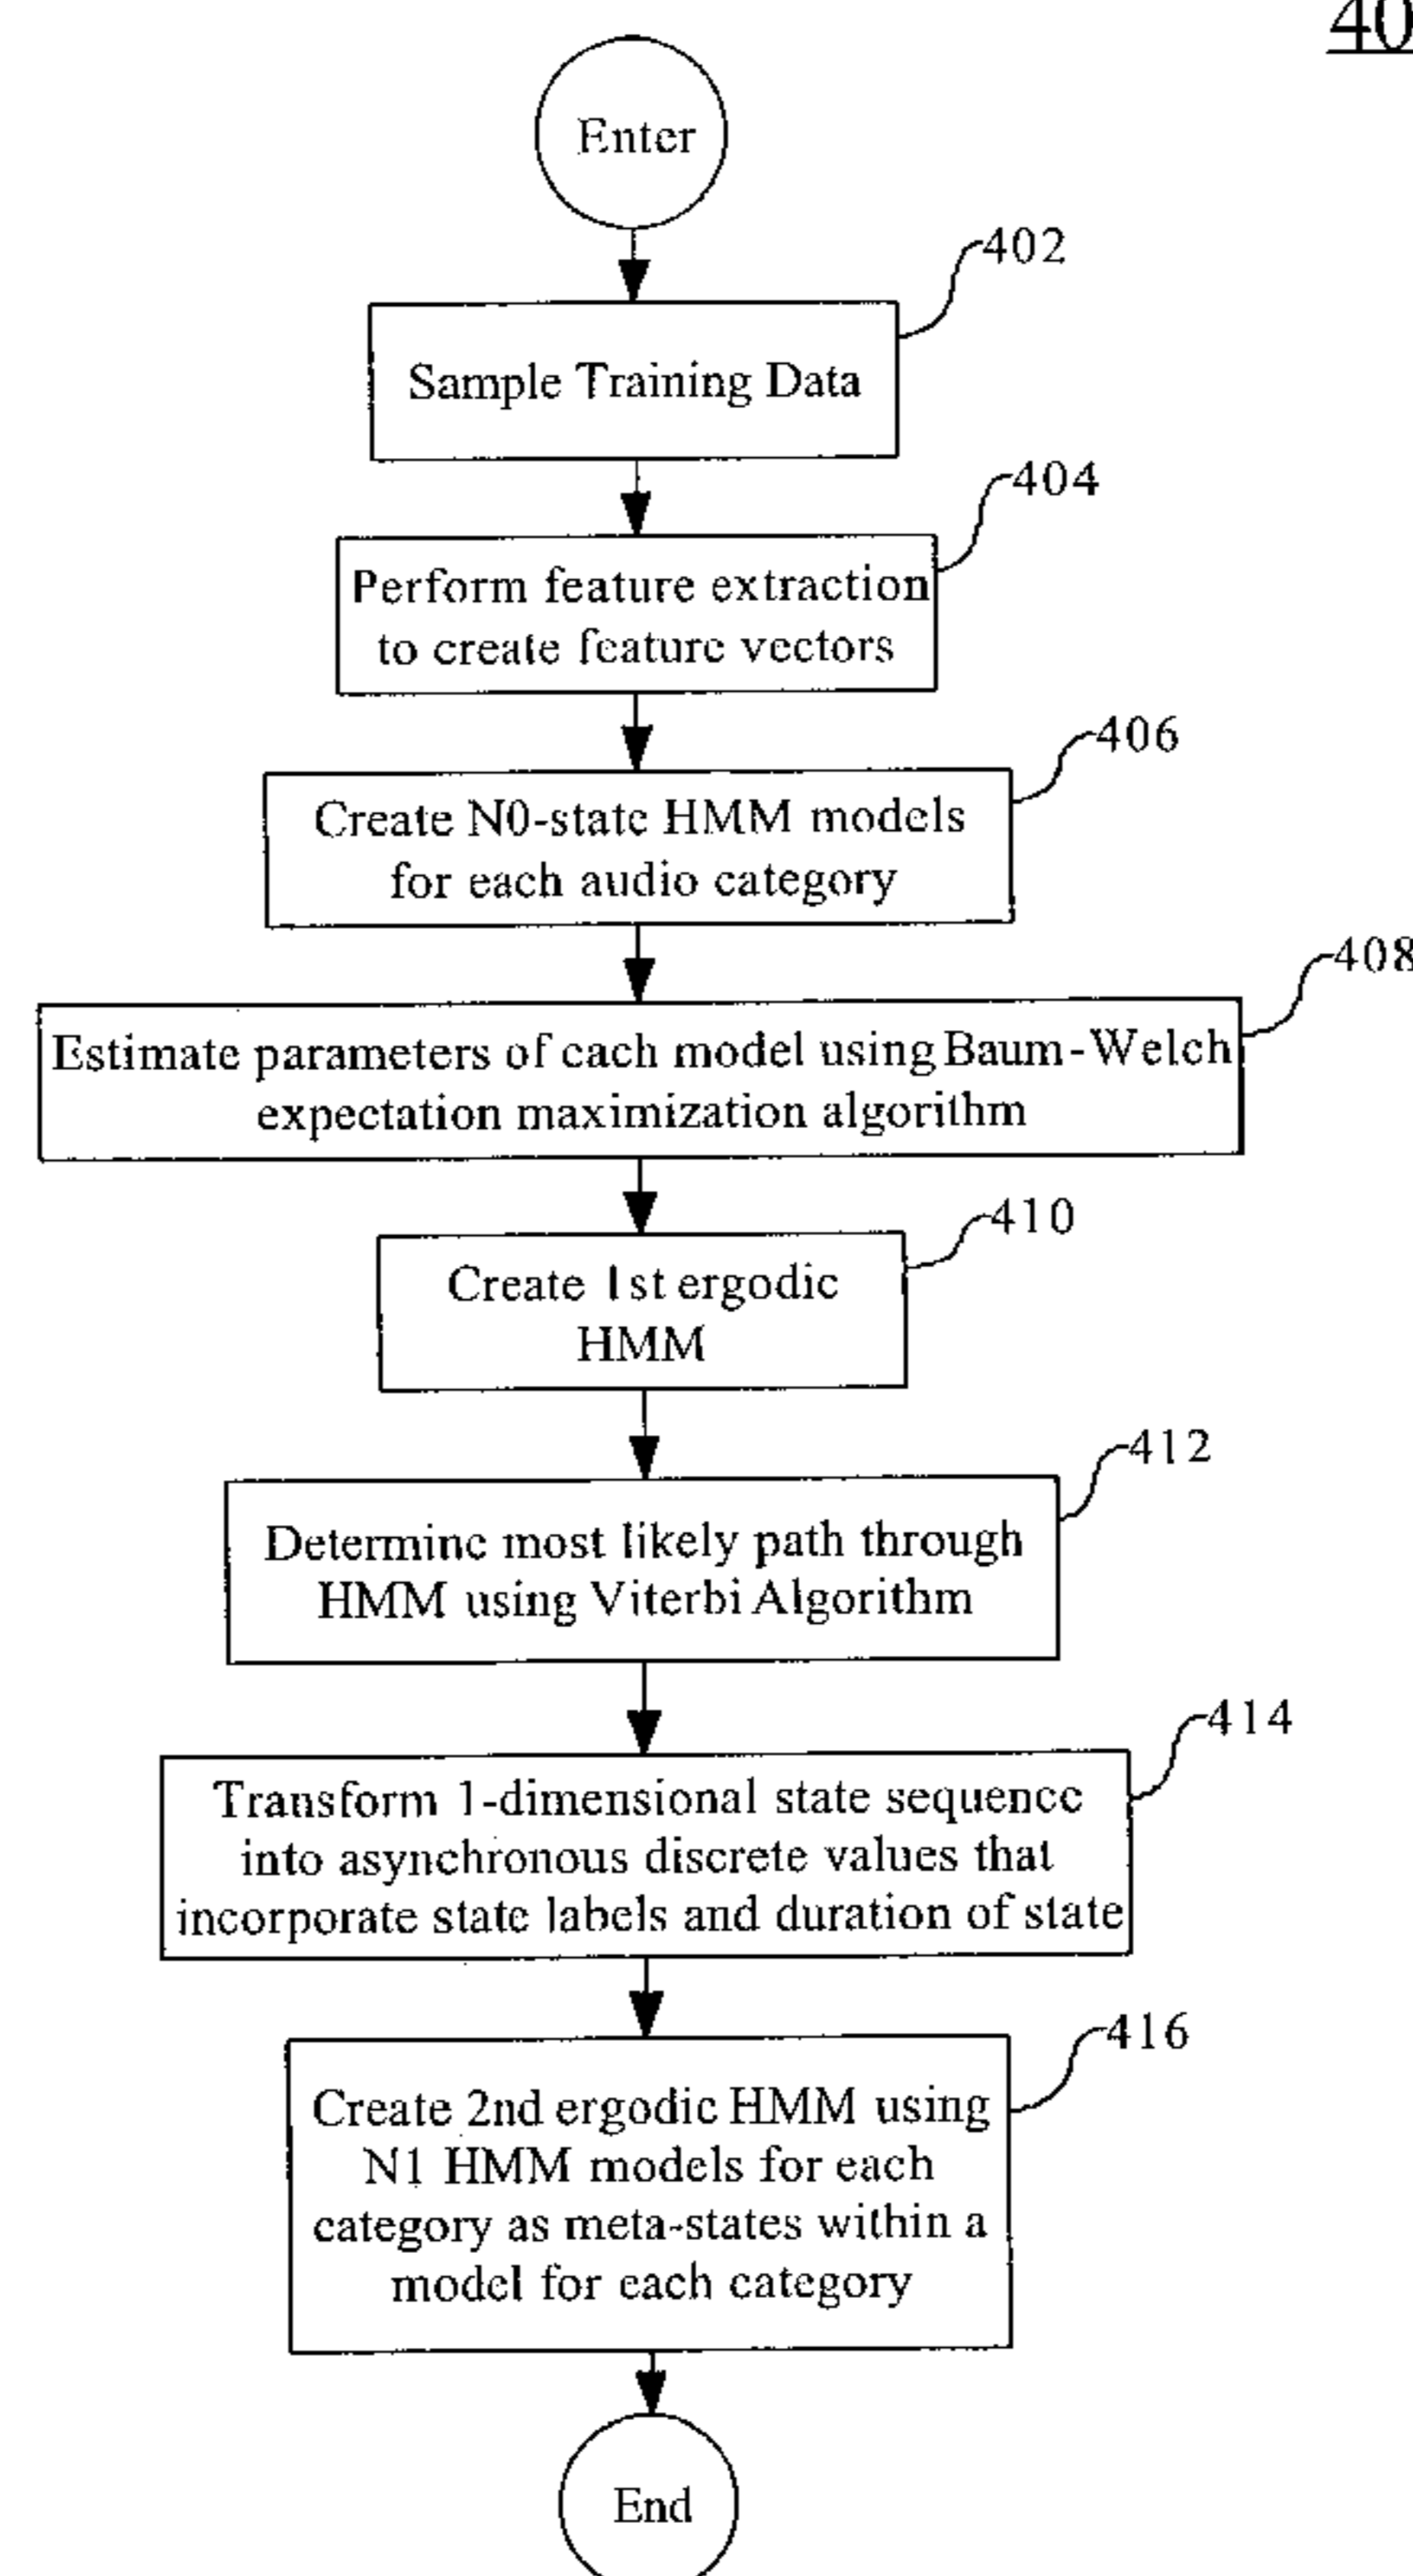 40
Enter
402
Sample Training Data
404
Perform feature extraction
to create feature vectors
406
Create N0-state HMM models
for each audio category
408
Estimate parameters of each model using Baum-Welch
expectation maximization algorithm
410
Create 1st ergodic
HMM
412
Determine most likely path through
HMM using Viterbi Algorithm
414
Transform 1-dimensional state sequence
into asynchronous discrete values that
incorporate state labels and duration of state
416
Create 2nd ergodic HMM using
N1 HMM models for each
category as meta-states within a
model for each category
End